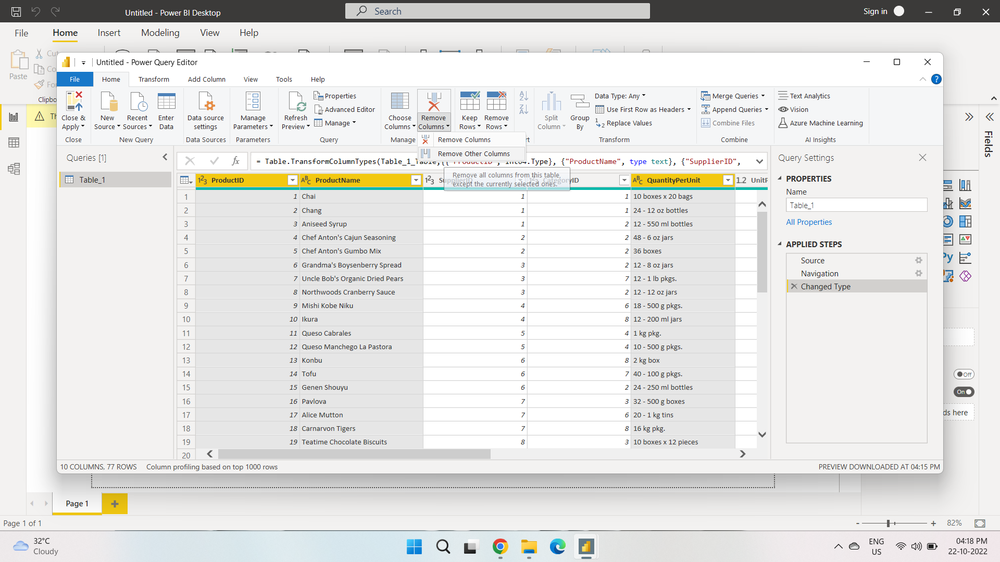 Untitled - Power BI Desktop
Search
Sign in
File Home Insert Modeling View Help
Paste
Cut
Untitled - Power Query Editor
File Home Transform Add Column View Tools Help
Close & Apply
Close
New Source
Recent Sources
Enter Data
New Query
Data source settings
Data Sources
Manage Parameters
Parameters
Refresh Preview
Properties
Advanced Editor
Manage
Query
Choose Columns
Remove Columns
Manage
Keep Rows
Remove Rows
Split Column
Group By
Data Type: Any
Use First Row as Headers
Replace Values
Transform
Merge Queries
Append Queries
Combine Files
Combine
Text Analytics
Vision
Azure Machine Learning
AI Insights
Remove Columns
Remove Other Columns
Remove all columns from this table,
except the currently selected ones.
Queries [1]
Table_1
fx
= Table.TransformColumnTypes(Table_1_Table,{{"ProductID", Int64.Type}, {"ProductName", type text}, {"SupplierID",
ProductID ProductName SupplierID CategoryID QuantityPerUnit 1.2 UnitP
1 1 Chai 1 1 10 boxes x 20 bags
2 2 Chang 1 1 24 - 12 oz bottles
3 3 Aniseed Syrup 1 2 12 - 550 ml bottles
4 4 Chef Anton's Cajun Seasoning 2 2 48 - 6 oz jars
5 5 Chef Anton's Gumbo Mix 2 2 36 boxes
6 6 Grandma's Boysenberry Spread 3 2 12 - 8 oz jars
7 7 Uncle Bob's Organic Dried Pears 3 7 12 - 1 lb pkgs.
8 8 Northwoods Cranberry Sauce 3 2 12 - 12 oz jars
9 9 Mishi Kobe Niku 4 6 18 - 500 g pkgs.
10 10 Ikura 4 8 12 - 200 ml jars
11 11 Queso Cabrales 5 4 1 kg pkg.
12 12 Queso Manchego La Pastora 5 4 10 - 500 g pkgs.
13 13 Konbu 6 8 2 kg box
14 14 Tofu 6 7 40 - 100 g pkgs.
15 15 Genen Shouyu 6 2 24 - 250 ml bottles
16 16 Pavlova 7 3 32 - 500 g boxes
17 17 Alice Mutton 7 6 20 - 1 kg tins
18 18 Carnarvon Tigers 7 8 16 kg pkg.
19 19 Teatime Chocolate Biscuits 8 3 10 boxes x 12 pieces
20
Query Settings
PROPERTIES
Name
Table_1
All Properties
APPLIED STEPS
Source
Navigation
Changed Type
10 COLUMNS, 77 ROWS Column profiling based on top 1000 rows
PREVIEW DOWNLOADED AT 04:15 PM
Fields
Py
Off
On
ds here
Page 1
Page 1 of 1
82%
32°C
Cloudy
ENG
US
04:18 PM
22-10-2022